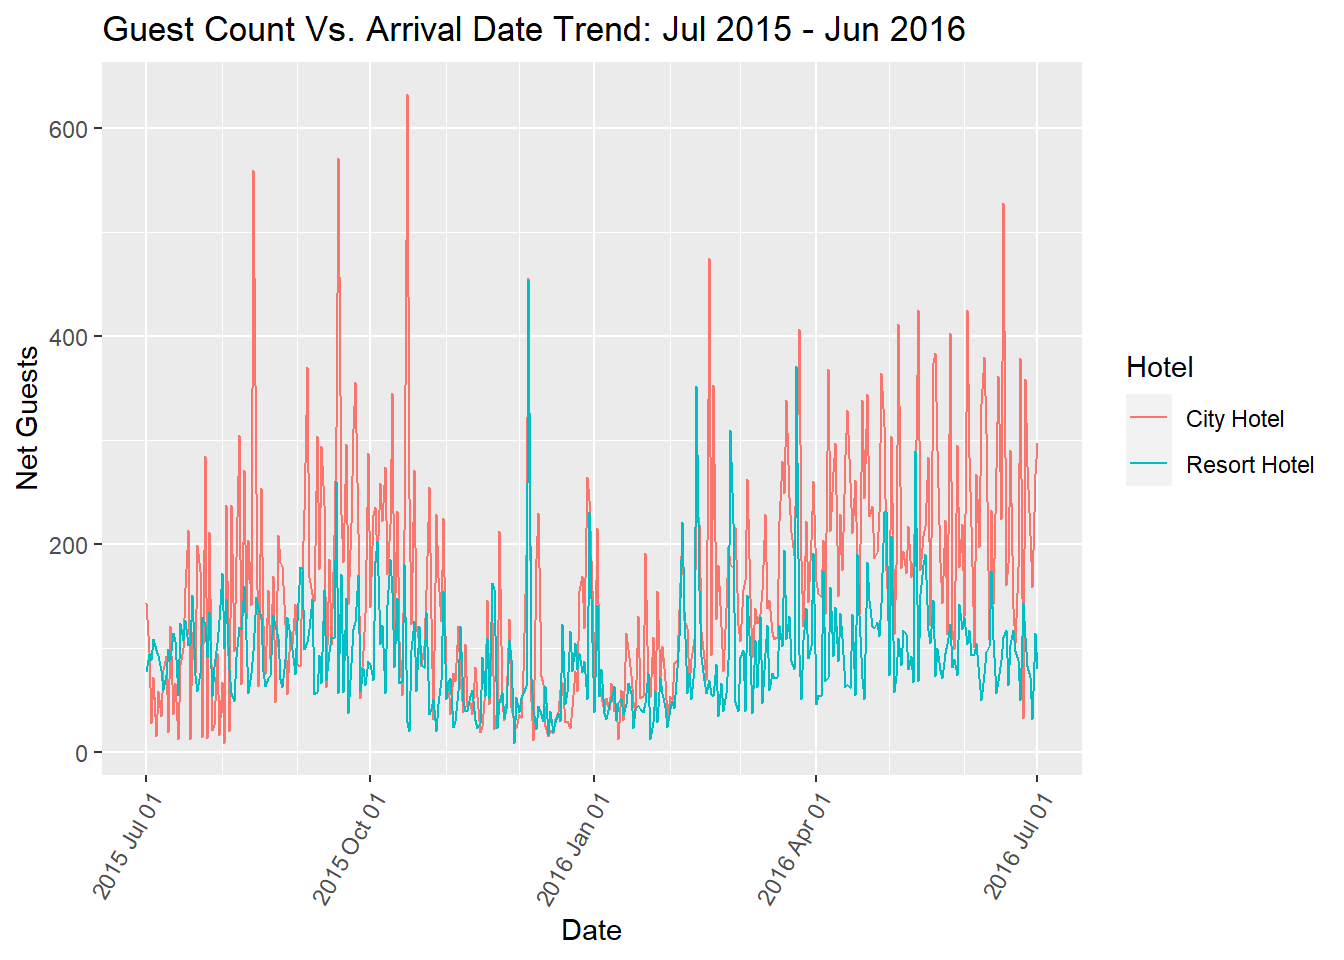 Guest Count Vs. Arrival Date Trend: Jul 2015 - Jun 2016
Net Guests
600
400
200
0
2015 Jul 01
2015 Oct 01
2016 Jan 01
2016 Apr 01
2016 Jul 01
Date
Hotel
City Hotel
Resort Hotel